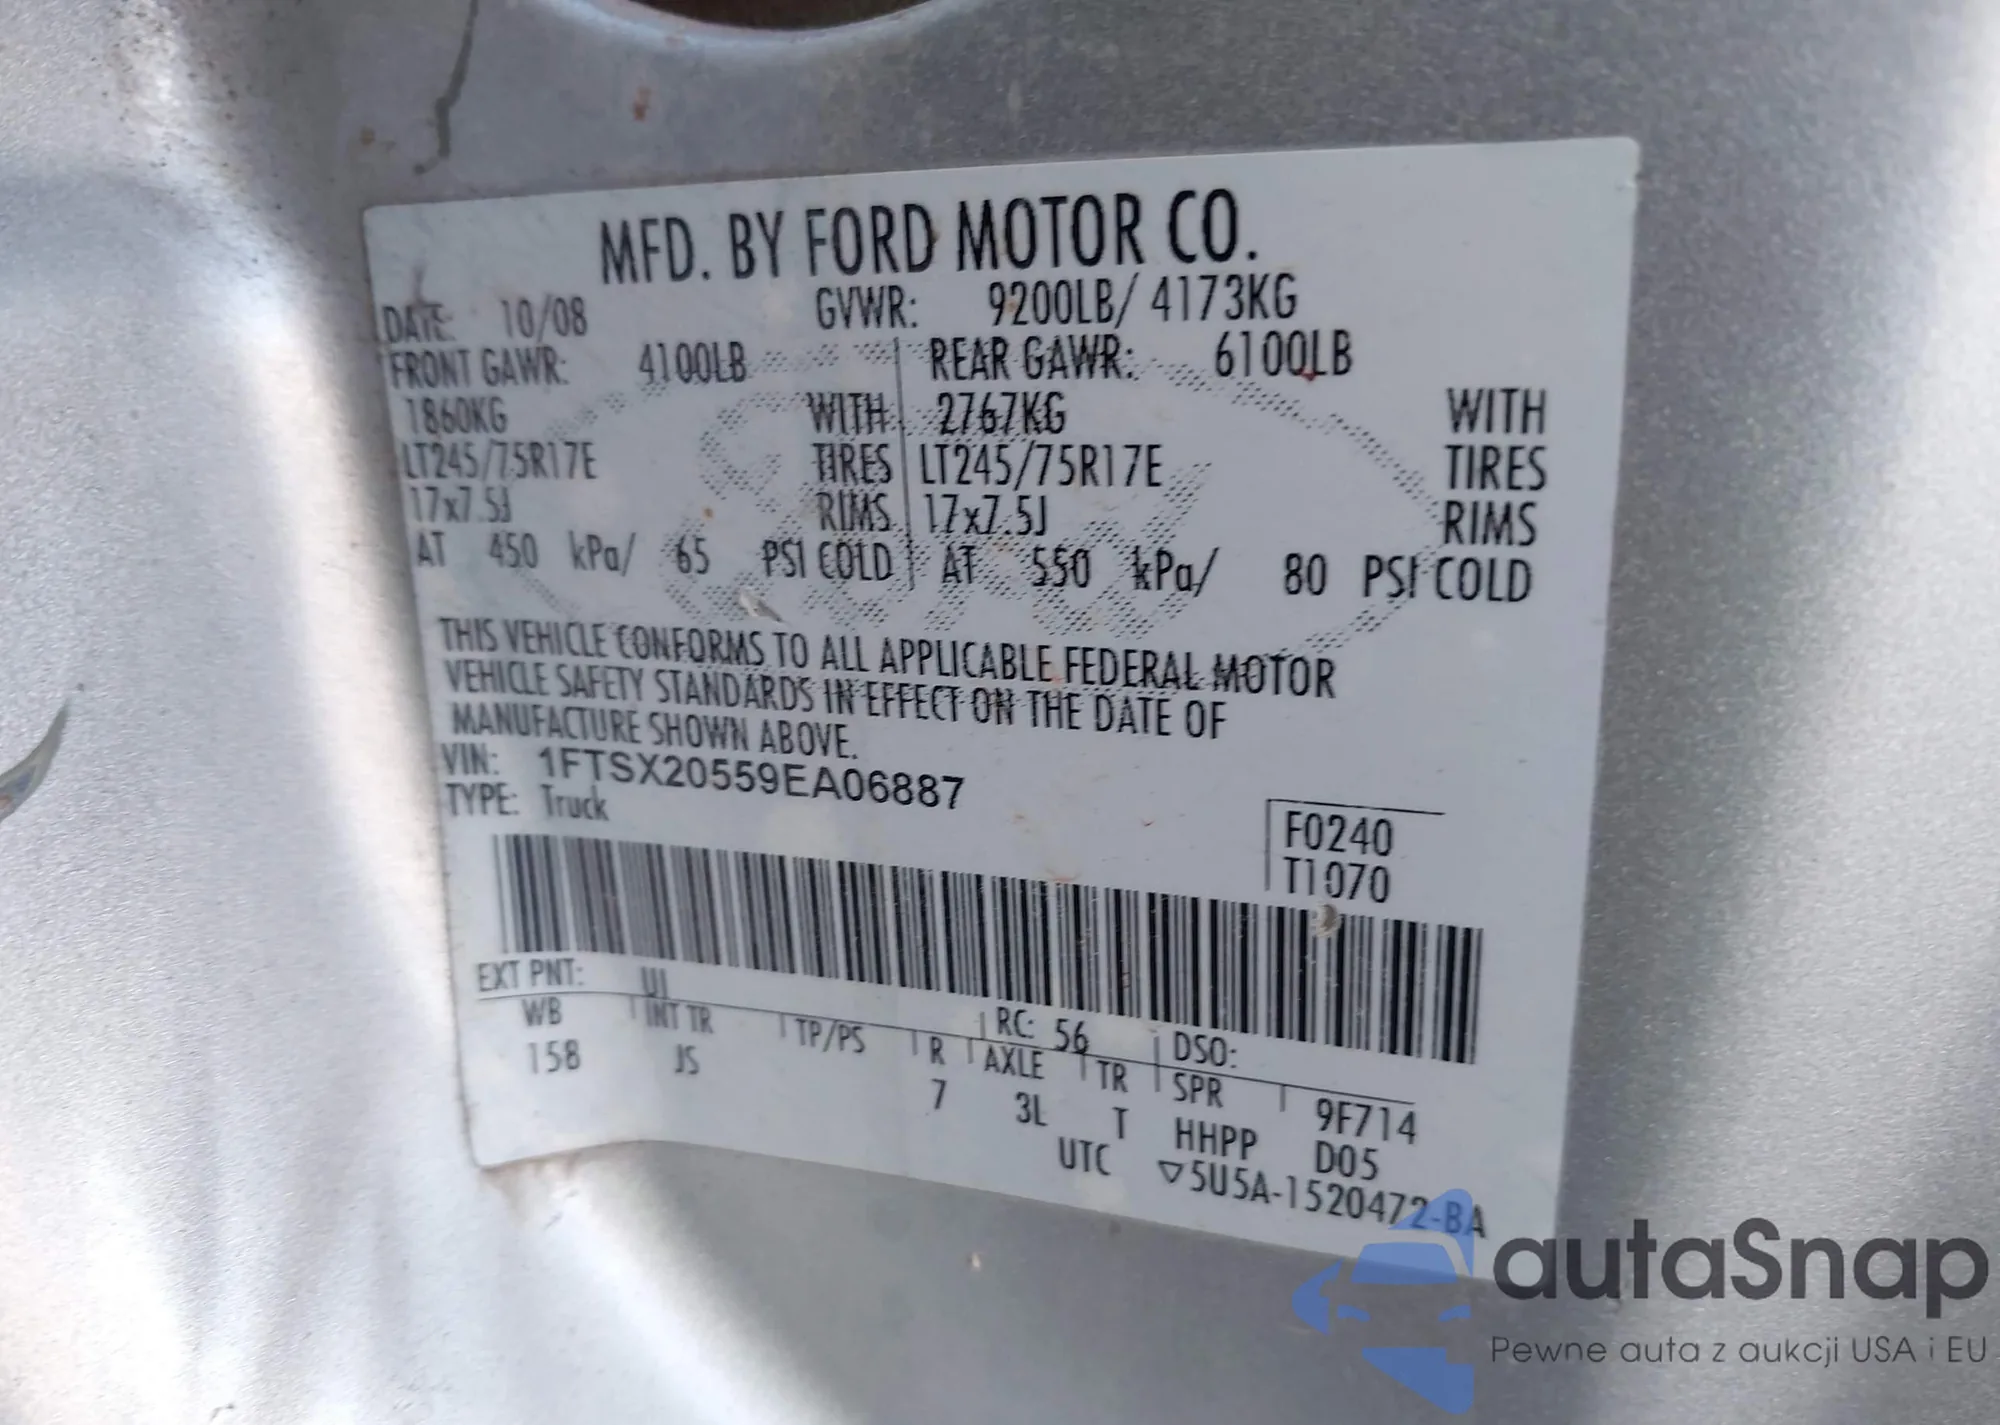 MFD. BY FORD MOTOR CO.
DATE: 10/08 GVWR: 9200LB/ 4173KG
FRONT GAWR: 4100LB REAR GAWR: 6100LB
1860KG WITH 2767KG WITH
LT245/75R17E TIRES LT245/75R17E TIRES
17x7.5J RIMS 17x7.5J RIMS
AT 450 kPa/ 65 PSI COLD AT 550 kPa/ 80 PSI COLD
THIS VEHICLE CONFORMS TO ALL APPLICABLE FEDERAL MOTOR
VEHICLE SAFETY STANDARDS IN EFFECT ON THE DATE OF
MANUFACTURE SHOWN ABOVE.
VIN: 1FTSX20559EA06887
TYPE: Truck
F0240
T1070
EXT PNT: UJ RC: 56 DSO:
WB INT TR TP/PS R AXLE TR SPR 9F714
158 JS 7 3L T HHPP D05
UTC ▽5U5A-1520472-BA
autaSnap
Pewne auta z aukcji USA i EU